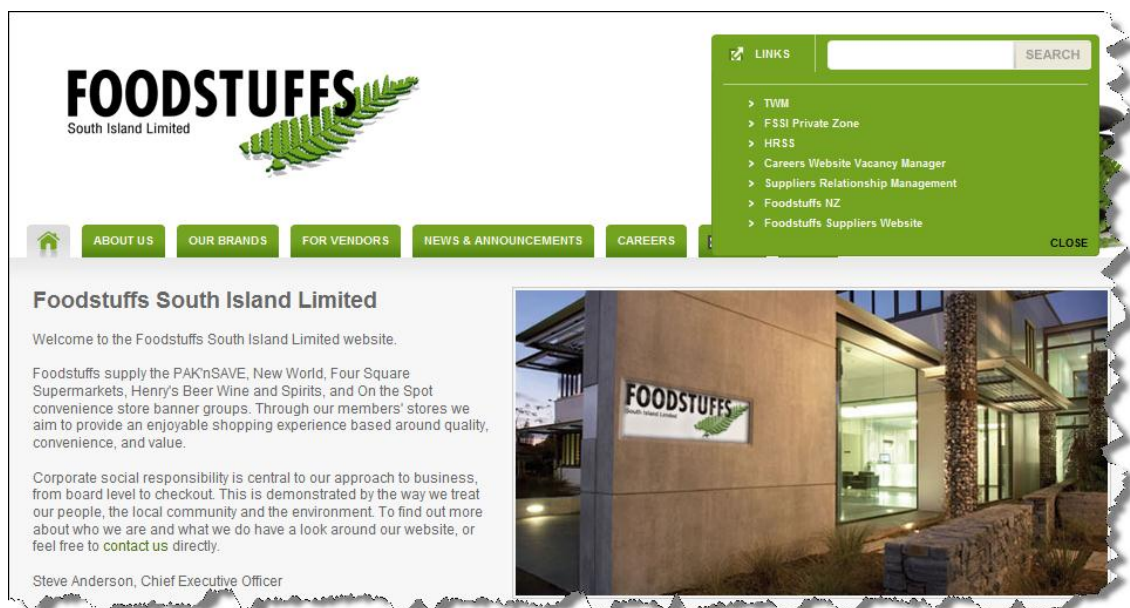 FOODSTUFFS
South Island Limited
LINKS
SEARCH
TWM
FSSI Private Zone
HRSS
Careers Website Vacancy Manager
Suppliers Relationship Management
Foodstuffs NZ
Foodstuffs Suppliers Website
CLOSE
ABOUT US
OUR BRANDS
FOR VENDORS
NEWS & ANNOUNCEMENTS
CAREERS
Foodstuffs South Island Limited
Welcome to the Foodstuffs South Island Limited website.
Foodstuffs supply the PAK'nSAVE, New World, Four Square
Supermarkets, Henry's Beer Wine and Spirits, and On the Spot
convenience store banner groups. Through our members' stores we
aim to provide an enjoyable shopping experience based around quality,
convenience, and value.
Corporate social responsibility is central to our approach to business,
from board level to checkout. This is demonstrated by the way we treat
our people, the local community and the environment. To find out more
about who we are and what we do have a look around our website, or
feel free to contact us directly.
Steve Anderson, Chief Executive Officer
FOODSTUFFS
South Island Limited